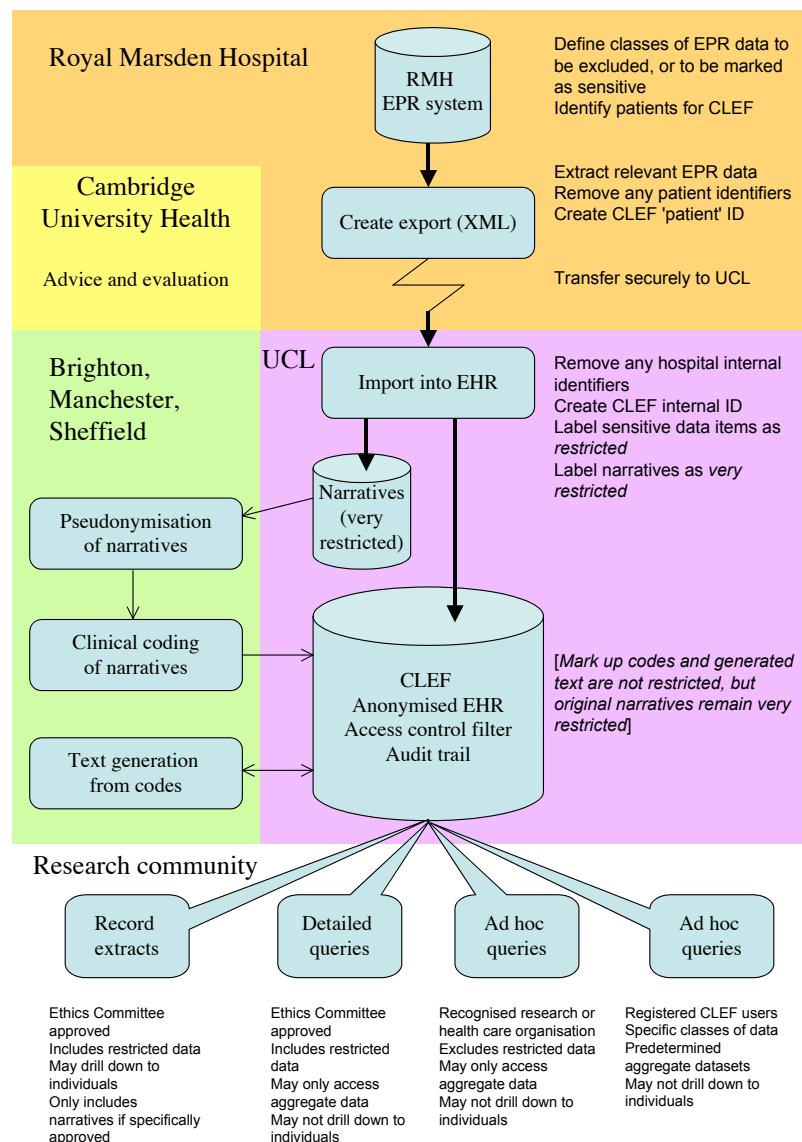 Royal Marsden Hospital
RMH
EPR system
Define classes of EPR data to
be excluded, or to be marked
as sensitive
Identify patients for CLEF
Cambridge
University Health
Advice and evaluation
Create export (XML)
Extract relevant EPR data
Remove any patient identifiers
Create CLEF 'patient' ID
Transfer securely to UCL
Brighton,
Manchester,
Sheffield
UCL
Import into EHR
Remove any hospital internal
identifiers
Create CLEF internal ID
Label sensitive data items as
restricted
Label narratives as very
restricted
Narratives
(very
restricted)
Pseudonymisation
of narratives
Clinical coding
of narratives
Text generation
from codes
CLEF
Anonymised EHR
Access control filter
Audit trail
[Mark up codes and generated
text are not restricted, but
original narratives remain very
restricted]
Research community
Record
extracts
Detailed
queries
Ad hoc
queries
Ad hoc
queries
Ethics Committee
approved
Includes restricted data
May drill down to
individuals
Only includes
narratives if specifically
approved
Ethics Committee
approved
Includes restricted
data
May only access
aggregate data
May not drill down to
individuals
Recognised research or
health care organisation
Excludes restricted data
May only access
aggregate data
May not drill down to
individuals
Registered CLEF users
Specific classes of data
Predetermined
aggregate datasets
May not drill down to
individuals